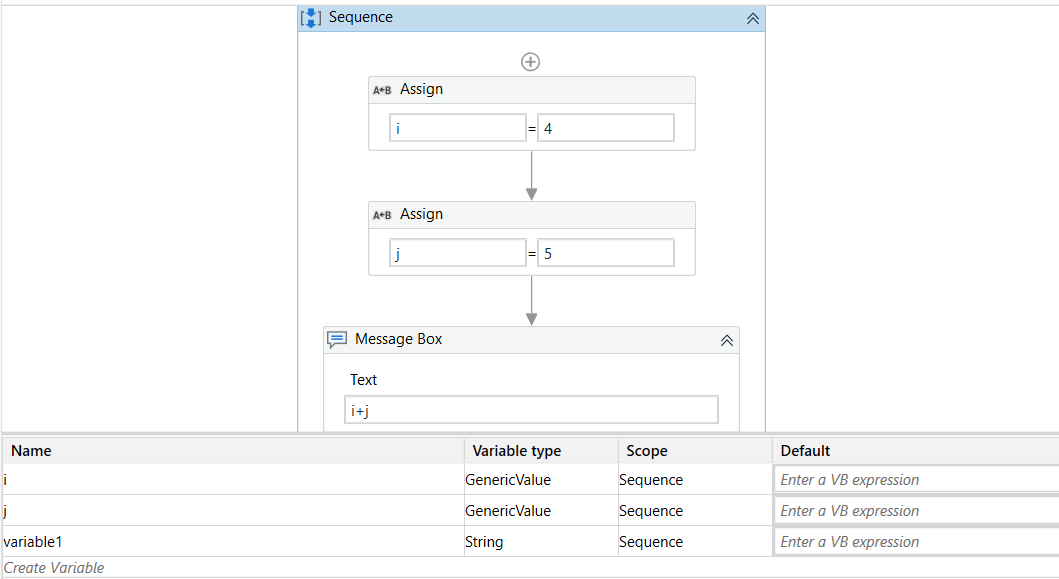 Sequence
A+B Assign
i = 4
A+B Assign
j = 5
Message Box
Text
i+j
Name Variable type Scope Default
i GenericValue Sequence Enter a VB expression
j GenericValue Sequence Enter a VB expression
variable1 String Sequence Enter a VB expression
Create Variable